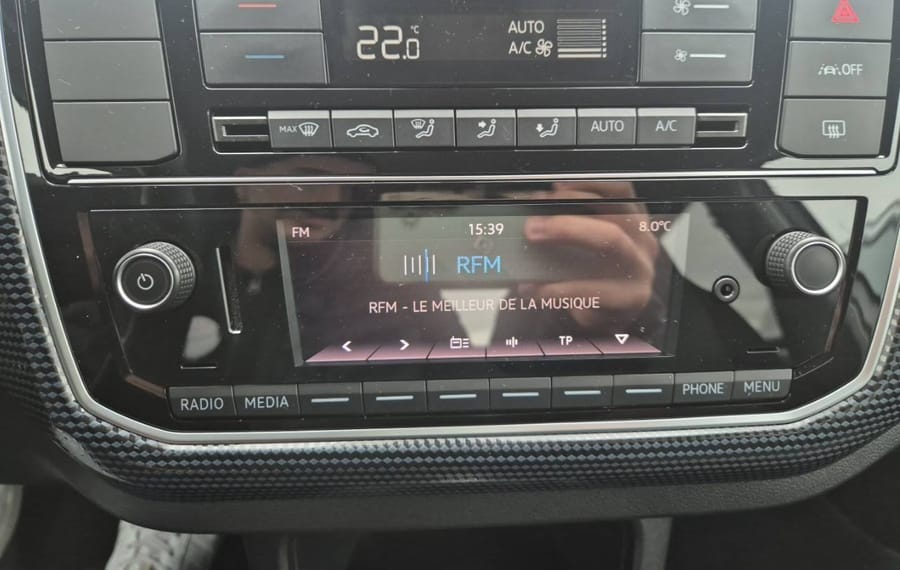 22.0 °C
AUTO
A/C
OFF
MAX
AUTO
A/C
FM
15:39
8.0°C
RFM
RFM - LE MEILLEUR DE LA MUSIQUE
TP
RADIO
MEDIA
PHONE
MENU